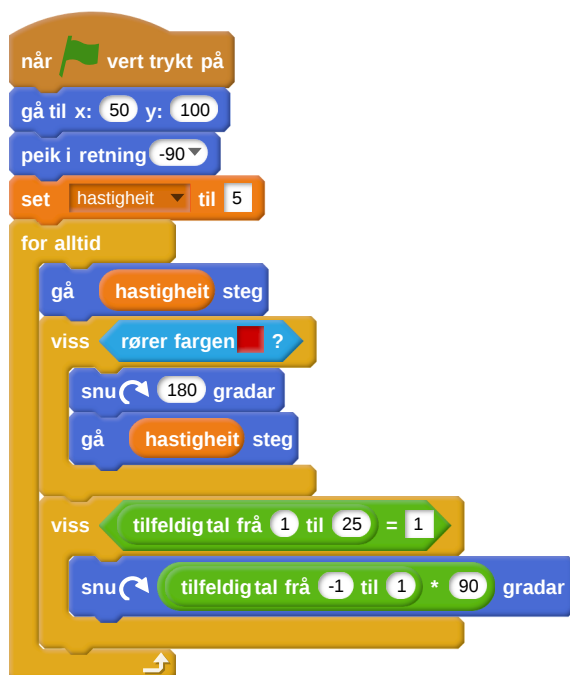 når vert trykt på
gå til x: 50 y: 100
peik i retning -90
set hastigheit til 5
for alltid
gå hastigheit steg
viss rører fargen ?
snu 180 gradar
gå hastigheit steg
viss tilfeldig tal frå 1 til 25 = 1
snu tilfeldig tal frå -1 til 1 * 90 gradar